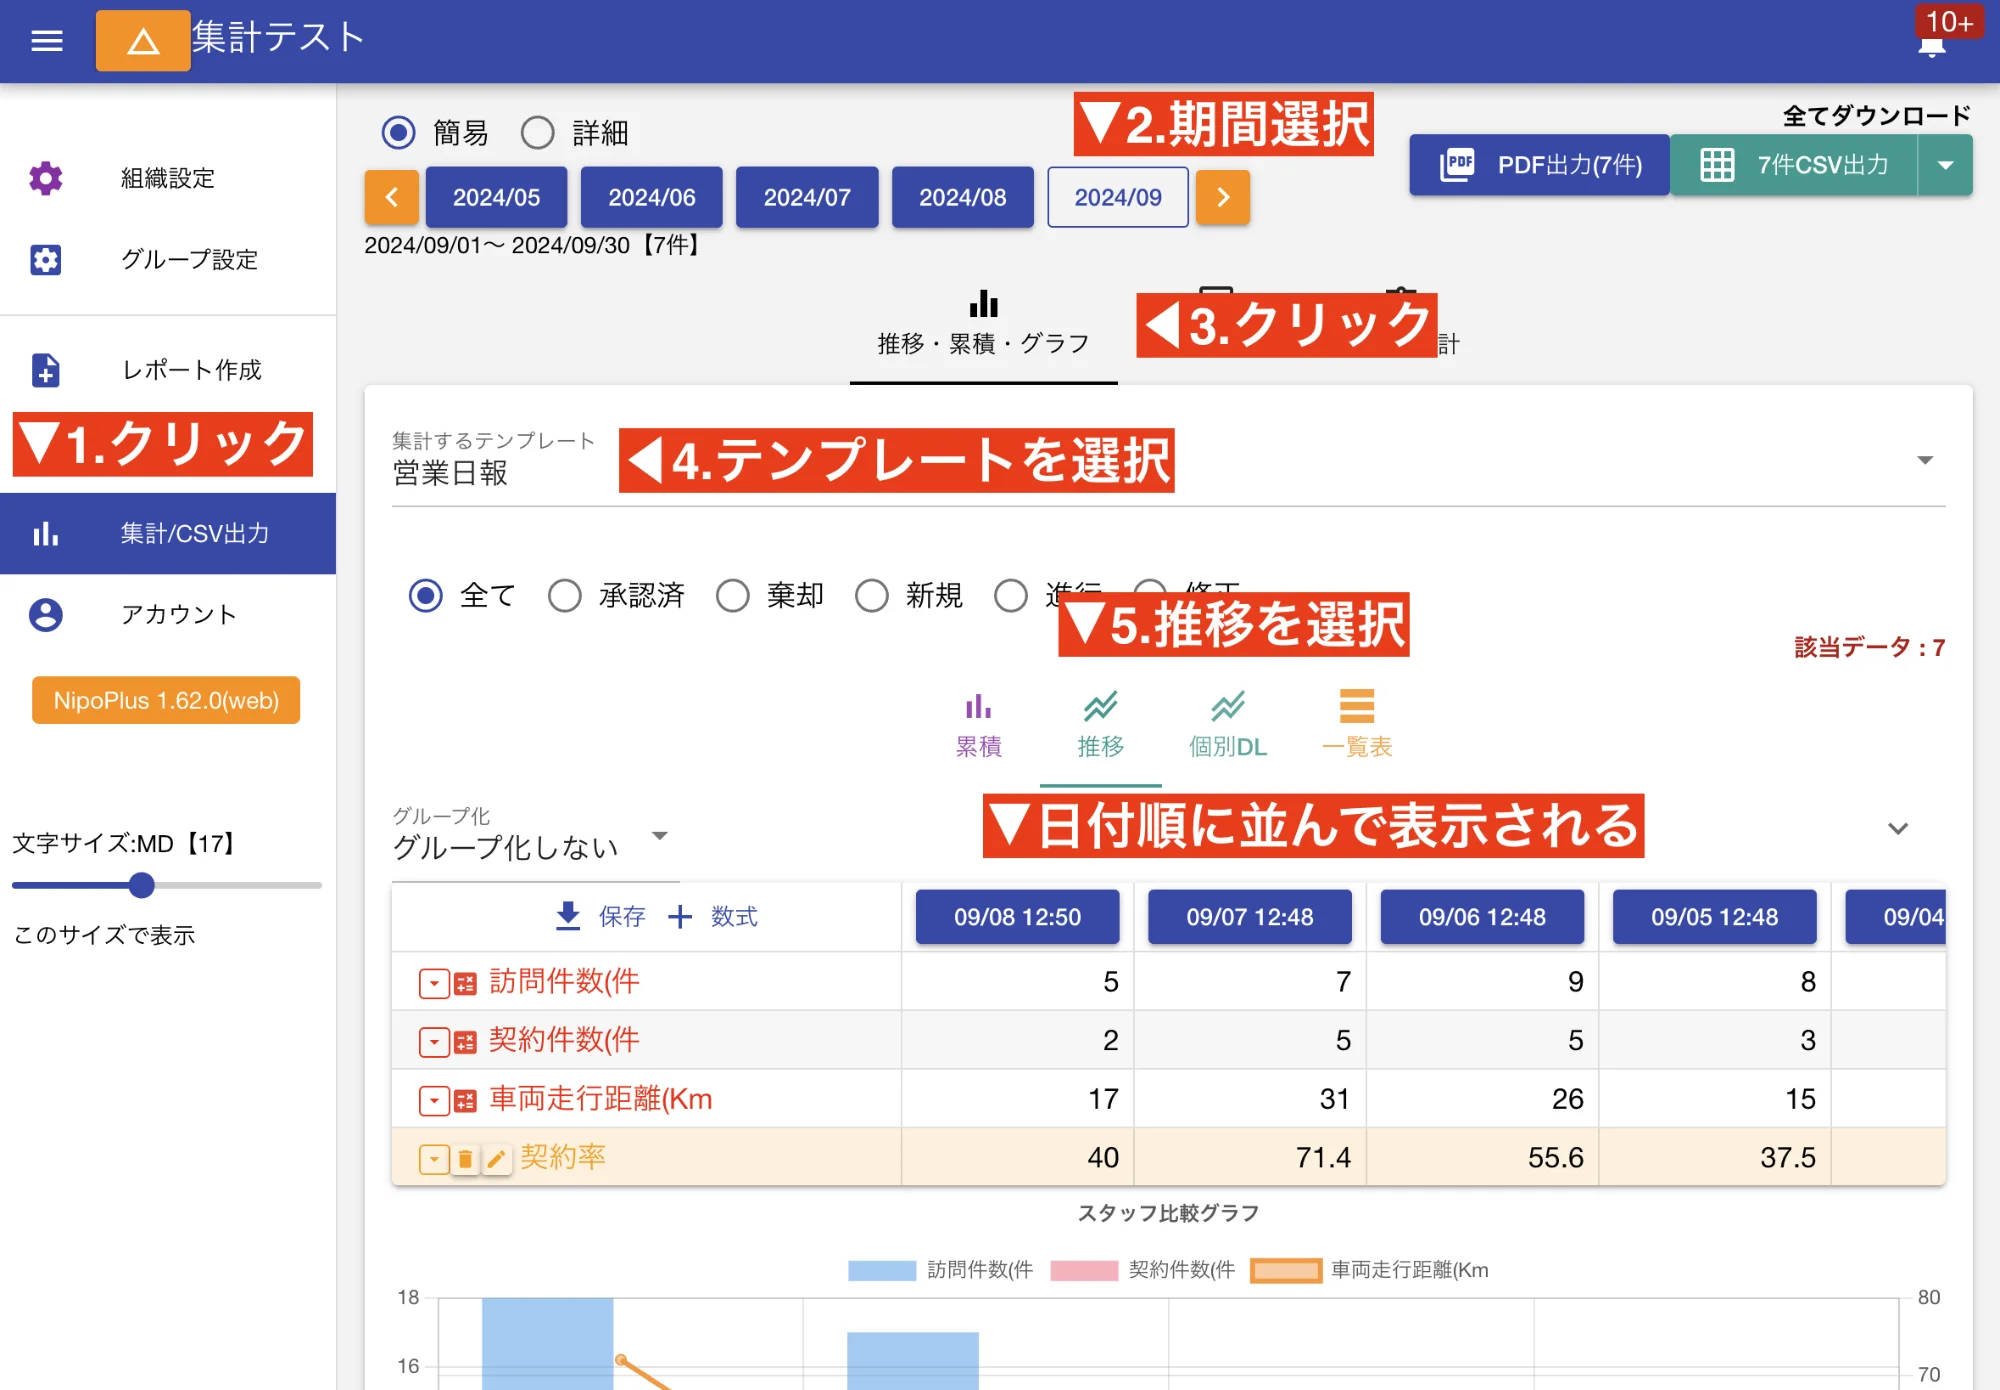 集計テスト
10+
組織設定
グループ設定
レポート作成
▼1.クリック
集計/CSV出力
アカウント
NipoPlus 1.62.0(web)
文字サイズ:MD【17】
このサイズで表示
簡易 詳細
▼2.期間選択
全てダウンロード
PDF PDF出力(7件) 7件CSV出力
2024/05 2024/06 2024/07 2024/08 2024/09
2024/09/01〜 2024/09/30【7件】
推移・累積・グラフ ◀3.クリック 計
集計するテンプレート
営業日報
◀4.テンプレートを選択
全て 承認済 棄却 新規 進行 修正
▼5.推移を選択
該当データ : 7
累積 推移 個別DL 一覧表
▼日付順に並んで表示される
グループ化
グループ化しない
保存 数式 09/08 12:50 09/07 12:48 09/06 12:48 09/05 12:48 09/04
訪問件数(件 5 7 9 8
契約件数(件 2 5 5 3
車両走行距離(Km 17 31 26 15
契約率 40 71.4 55.6 37.5
スタッフ比較グラフ
訪問件数(件 契約件数(件 車両走行距離(Km
18 80
16 70